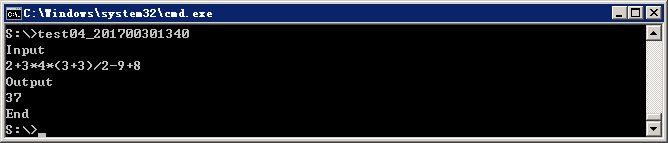 C:\Windows\system32\cmd.exe
S:\>test04_201700301340
Input
2+3*4*(3+3)/2-9+8
Output
37
End
S:\>_